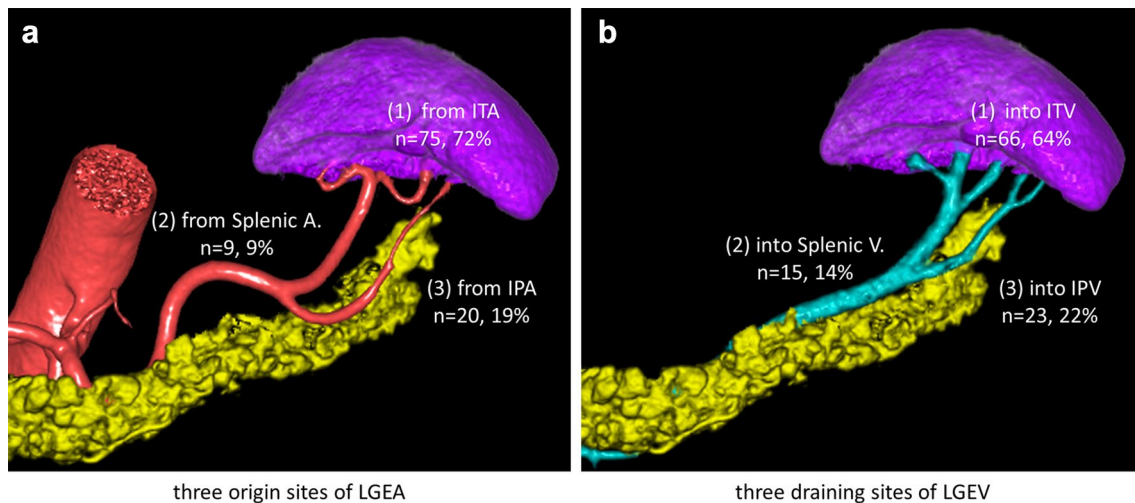 a
(1) from ITA
n=75, 72%
(2) from Splenic A.
n=9, 9%
(3) from IPA
n=20, 19%
three origin sites of LGEA
b
(1) into ITV
n=66, 64%
(2) into Splenic V.
n=15, 14%
(3) into IPV
n=23, 22%
three draining sites of LGEV